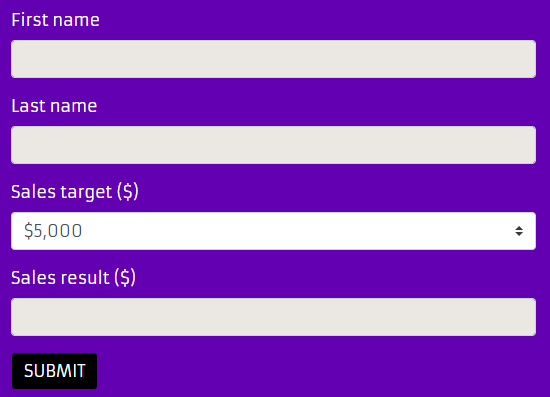 First name
Last name
Sales target ($)
$5,000
Sales result ($)
SUBMIT